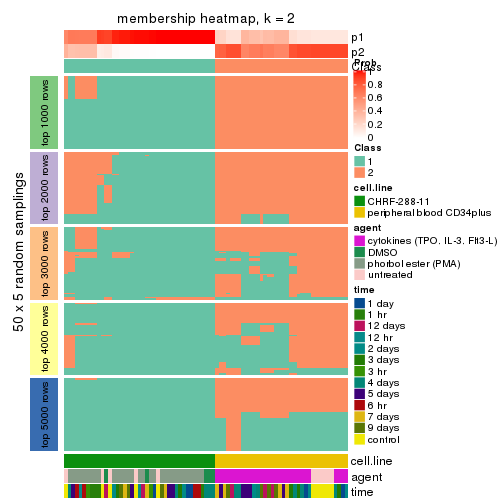 membership heatmap, k = 2
p1
p2
Class
Prob
1
0.8
0.6
0.4
0.2
0
Class
1
2
cell.line
CHRF-288-11
peripheral blood CD34plus
agent
cytokines (TPO, IL-3, Flt3-L)
DMSO
phorbol ester (PMA)
untreated
time
1 day
1 hr
12 days
12 hr
2 days
3 days
3 hr
4 days
5 days
6 hr
7 days
9 days
control
50 x 5 random samplings
top 1000 rows
top 2000 rows
top 3000 rows
top 4000 rows
top 5000 rows
cell.line
agent
time